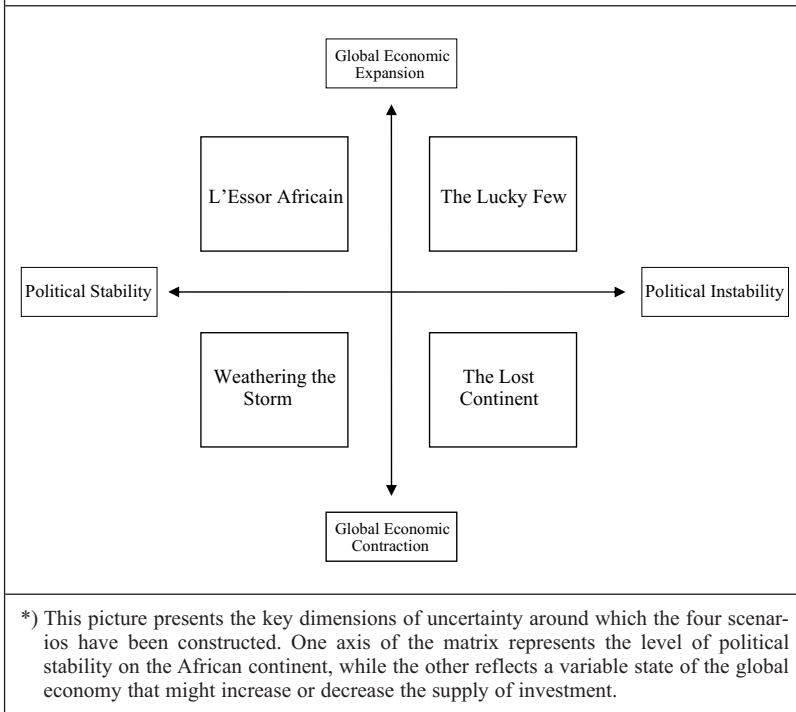 Global Economic
Expansion
L'Essor Africain
The Lucky Few
Political Stability
Political Instability
Weathering the
Storm
The Lost
Continent
Global Economic
Contraction
*) This picture presents the key dimensions of uncertainty around which the four scenar-
ios have been constructed. One axis of the matrix represents the level of political
stability on the African continent, while the other reflects a variable state of the global
economy that might increase or decrease the supply of investment.